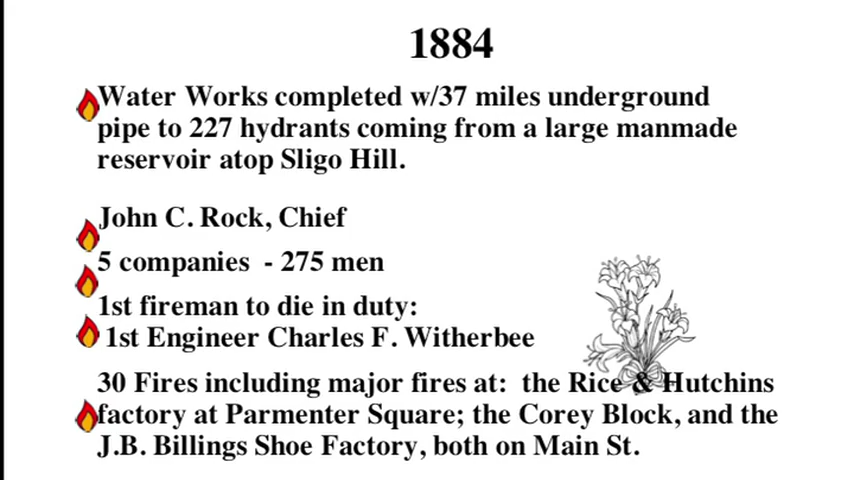 1884
Water Works completed w/37 miles underground
pipe to 227 hydrants coming from a large manmade
reservoir atop Sligo Hill.
John C. Rock, Chief
5 companies - 275 men
1st fireman to die in duty:
1st Engineer Charles F. Witherbee
30 Fires including major fires at: the Rice & Hutchins
factory at Parmenter Square; the Corey Block, and the
J.B. Billings Shoe Factory, both on Main St.